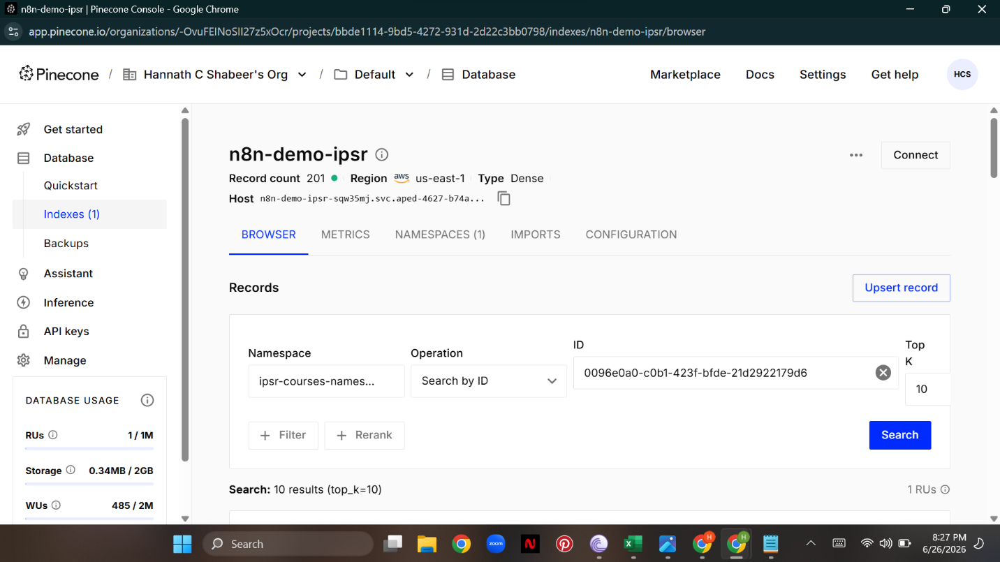 n8n-demo-ipsr | Pinecone Console - Google Chrome
app.pinecone.io/organizations/-OvuFEINoSII27z5xOcr/projects/bbde1114-9bd5-4272-931d-2d22c3bb0798/indexes/n8n-demo-ipsr/browser
Pinecone / Hannath C Shabeer's Org / Default / Database
Marketplace Docs Settings Get help HCS
Get started
Database
Quickstart
Indexes (1)
Backups
Assistant
Inference
API keys
Manage
DATABASE USAGE
RUs 1 / 1M
Storage 0.34MB / 2GB
WUs 485 / 2M
n8n-demo-ipsr
Connect
Record count 201 Region aws us-east-1 Type Dense
Host n8n-demo-ipsr-sqw35mj.svc.aped-4627-b74a...
BROWSER METRICS NAMESPACES (1) IMPORTS CONFIGURATION
Records
Upsert record
Namespace
ipsr-courses-names...
Operation
Search by ID
ID
0096e0a0-c0b1-423f-bfde-21d2922179d6
Top
K
10
+ Filter + Rerank
Search
Search: 10 results (top_k=10)
1 RUs
Search
zoom
8:27 PM
6/26/2026